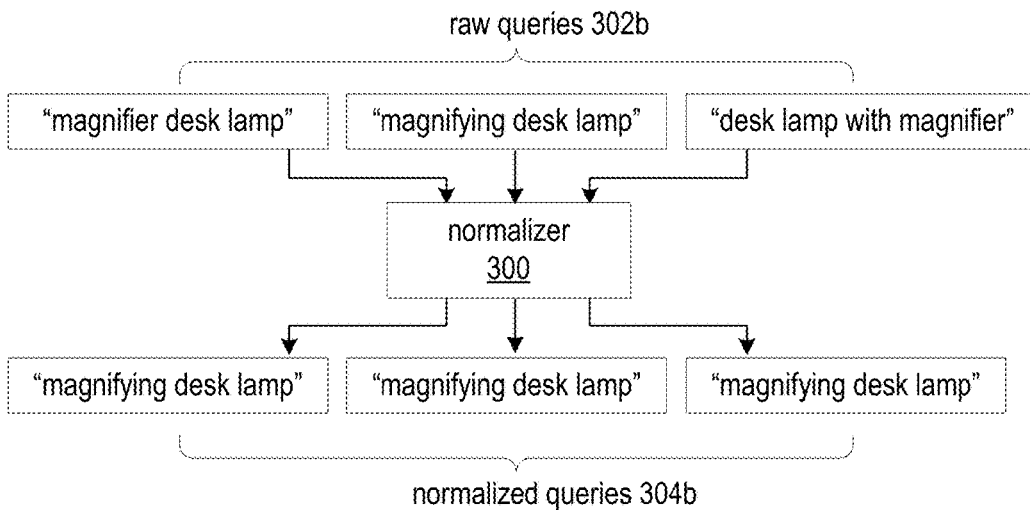 raw queries 302b
“magnifier desk lamp”
“magnifying desk lamp”
“desk lamp with magnifier”
normalizer
300
“magnifying desk lamp”
“magnifying desk lamp”
“magnifying desk lamp”
normalized queries 304b